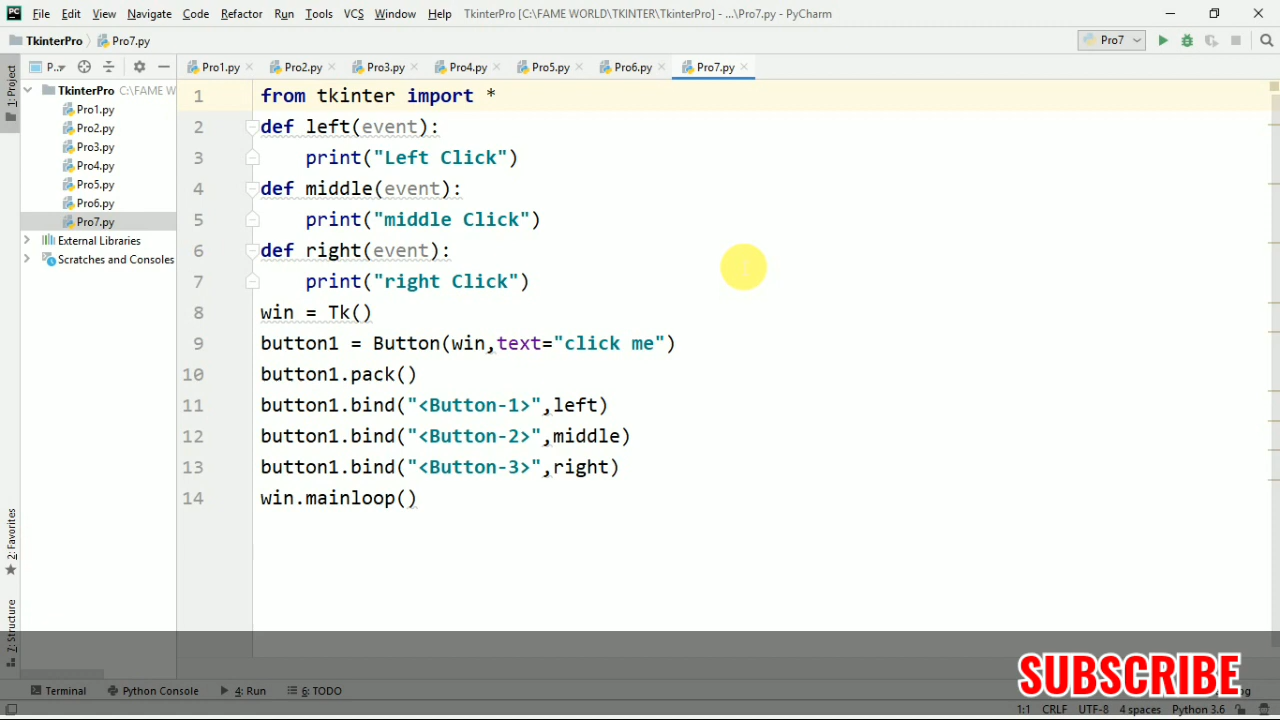 File Edit View Navigate Code Refactor Run Tools VCS Window Help TkinterPro [C:\FAME WORLD\TKINTER\TkinterPro] - ...\Pro7.py - PyCharm
TkinterPro Pro7.py Pro7
P... Pro1.py Pro2.py Pro3.py Pro4.py Pro5.py Pro6.py Pro7.py
1: Project
TkinterPro C:\FAME W
Pro1.py
Pro2.py
Pro3.py
Pro4.py
Pro5.py
Pro6.py
Pro7.py
External Libraries
Scratches and Consoles
1 from tkinter import *
2 def left(event):
3     print("Left Click")
4 def middle(event):
5     print("middle Click")
6 def right(event):
7     print("right Click")
8 win = Tk()
9 button1 = Button(win,text="click me")
10 button1.pack()
11 button1.bind("<Button-1>",left)
12 button1.bind("<Button-2>",middle)
13 button1.bind("<Button-3>",right)
14 win.mainloop()
2: Favorites
Z: Structure
SUBSCRIBE
Terminal Python Console 4: Run 6: TODO
1:1 CRLF UTF-8 4 spaces Python 3.6